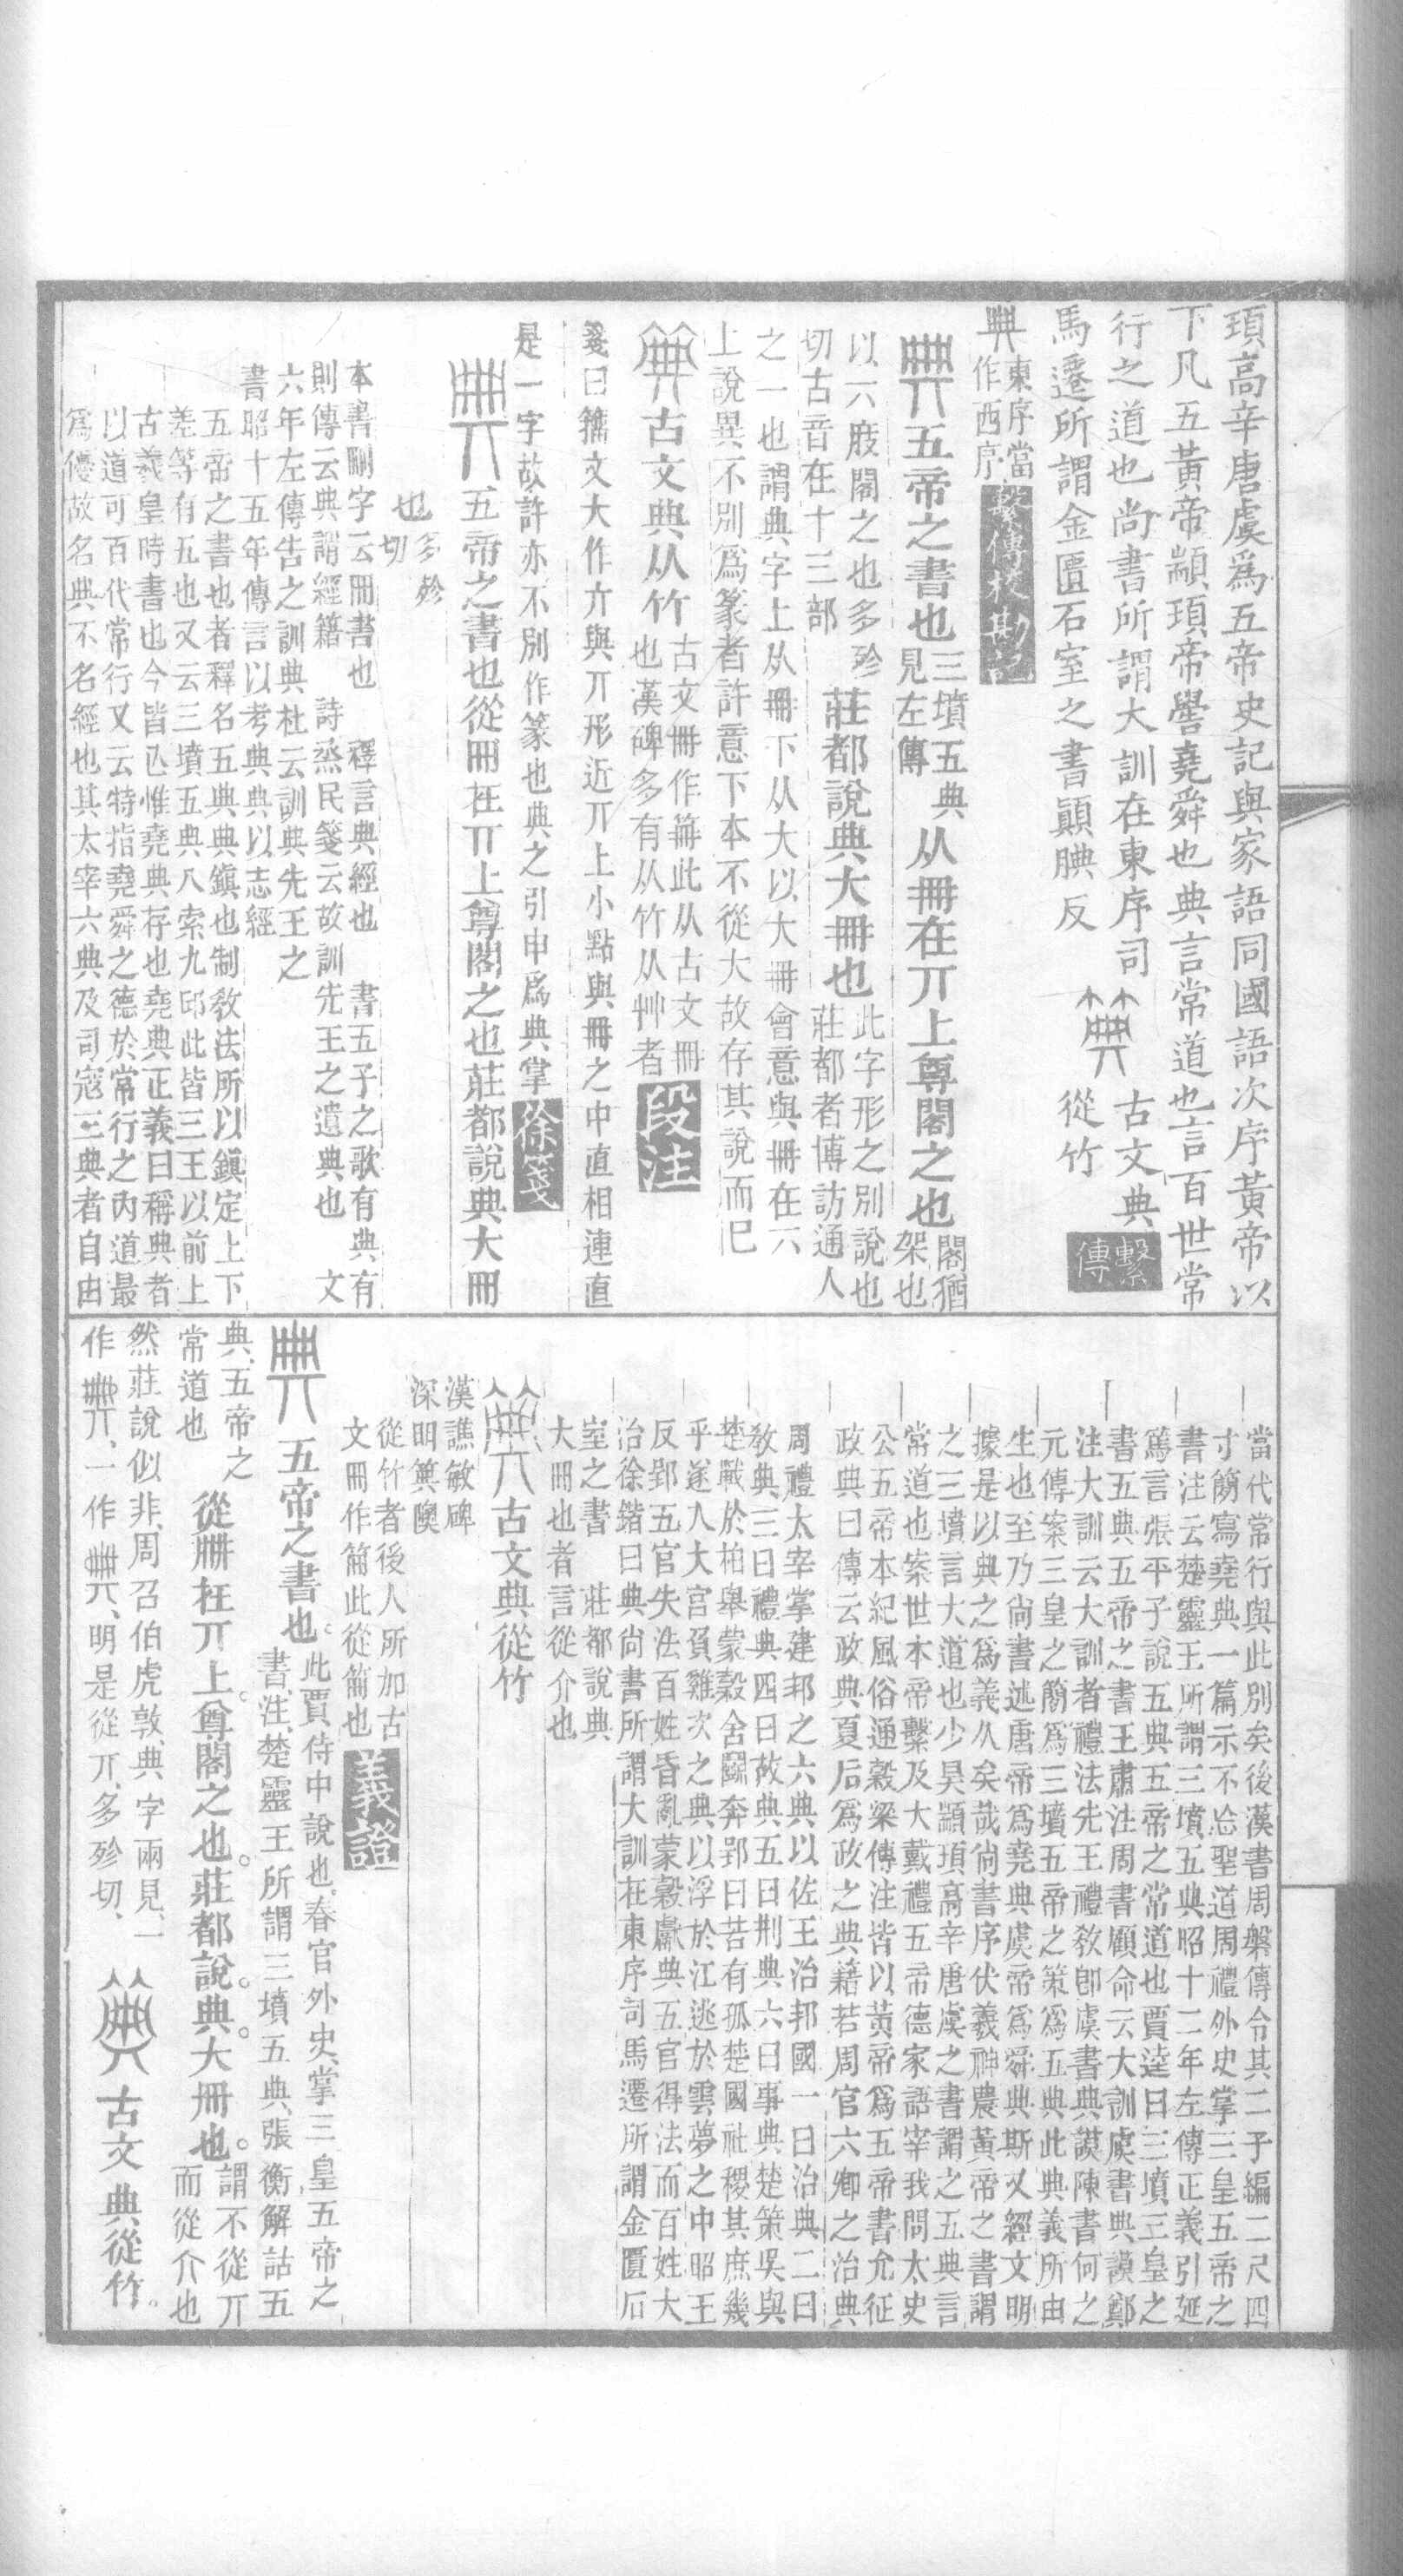 頊高辛唐虞爲五帝史記與家語同國語次序黃帝以
下凡五黃帝顓頊帝嚳堯舜也典言常道也言百世常
行之道也尚書所謂大訓在東序司
馬遷所謂金匱石室之書顚腆反
古文典
從竹
繫傳
典東序當
作西序
繫傳校勘記
五帝之書也
三墳五典
見左傳
从冊在丌上尊閣之也
閣猶
架也
以六庪閣之也多殄
切古音在十三部
莊都說典大冊也
此字形之別說也
莊都者博訪通人
之一也謂典字上从冊下从大以大冊會意與冊在六
上說異不別爲篆者許意下本不從大故存其說而已
古文典从竹
古文冊作𠕋此从古文冊
也漢碑多有从竹从艸者
段注
箋曰籒文大作亣與丌形近丌上小點與冊之中直相連直
是一字故許亦不別作篆也典之引申爲典掌
徐箋
五帝之書也從冊在丌上尊閣之也莊都說典大冊
也
多殄
切
本書刪字云冊書也 釋言典經也 書五子之歌有典有
則傳云典謂經籍 詩烝民箋云故訓先王之遺典也 文
六年左傳告之訓典杜云訓典先王之
書昭十五年傳言以考典典以志經
五帝之書也者釋名五典典鎭也制敎法所以鎭定上下
差等有五也又云三墳五典八索九邱此皆三王以前上
古羲皇時書也今皆亾惟堯典存也堯典正義曰稱典者
以道可百代常行又云特指堯舜之德於常行之內道最
爲優故名典不名經也其太宰六典及司寇三典者自由
當代常行與此別矣後漢書周磐傳令其二子編二尺四
寸簡寫堯典一篇示不忘聖道周禮外史掌三皇五帝之
書注云楚靈王所謂三墳五典昭十二年左傳正義引延
篤言張平子說五典五帝之常道也賈逵曰三墳三皇之
書五典五帝之書王肅注周書顧命云大訓虞書典謨鄭
注大訓云大訓者禮法先王禮敎卽虞書典謨陳書何之
元傳案三皇之簡爲三墳五帝之策爲五典此典義所由
生也至乃尚書述唐帝爲堯典虞帝爲舜典斯又經文明
據是以典之爲義久矣哉尚書序伏羲神農黃帝之書謂
之三墳言大道也少昊顓頊高辛唐虞之書謂之五典言
常道也案世本帝繫及大戴禮五帝德家語宰我問太史
公五帝本紀風俗通穀梁傳注皆以黃帝爲五帝書允征
政典曰傳云政典夏后爲政之典籍若周官六卿之治典
周禮太宰掌建邦之六典以佐王治邦國一曰治典二曰
敎典三曰禮典四曰政典五曰刑典六曰事典楚策吳與
楚戰於柏舉蒙穀舍鬭奔郢曰若有孤楚國社稷其庶幾
乎遂入大宮負雞次之典以浮於江逃於雲夢之中昭王
反郢五官失法百姓昏亂蒙穀獻典五官得法而百姓大
治徐鍇曰典尚書所謂大訓在東序司馬遷所謂金匱石
室之書 莊都說典
大冊也者言從介也
古文典從竹
漢譙敏碑
深明箕隩
從竹者後人所加古
文冊作𠕋此從𠕋也
義證
五帝之書也。
此賈侍中說也、春官外史、掌三皇五帝之
書、注、楚靈王所謂三墳五典、張衡解詁五
典、五帝之
常道也
從冊在丌上。尊閣之也。莊都說。典。大冊也。
謂不從丌
而從介也
然莊說似非、周召伯虎敦、典字兩見、一
作、一作、明是從丌、多殄切、
古文典從竹。